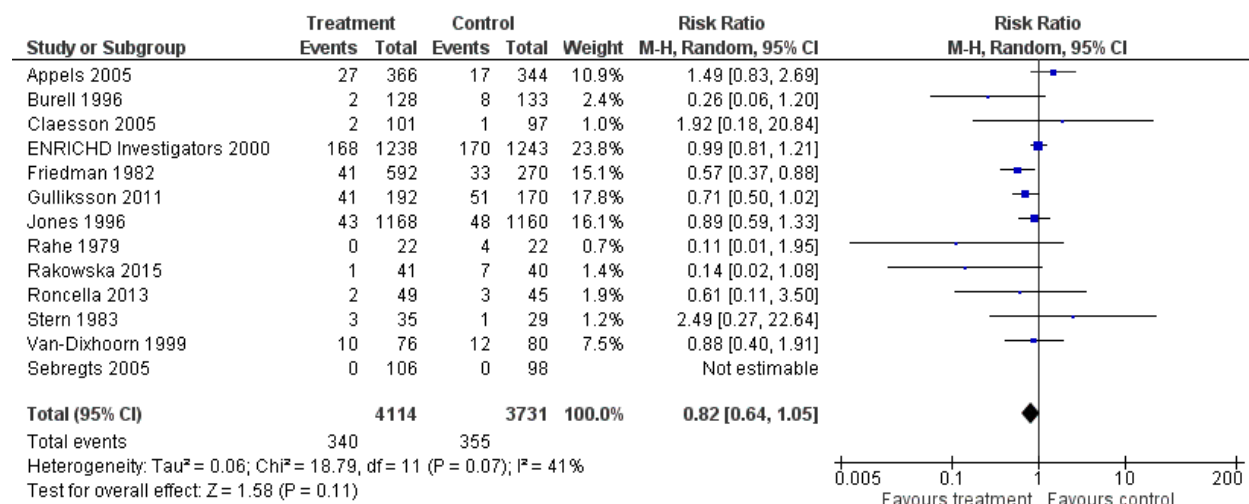 Treatment Control Risk Ratio Risk Ratio
Study or Subgroup Events Total Events Total Weight M-H, Random, 95% CI M-H, Random, 95% CI
Appels 2005 27 366 17 344 10.9% 1.49 [0.83, 2.69]
Burell 1996 2 128 8 133 2.4% 0.26 [0.06, 1.20]
Claesson 2005 2 101 1 97 1.0% 1.92 [0.18, 20.84]
ENRICHD Investigators 2000 168 1238 170 1243 23.8% 0.99 [0.81, 1.21]
Friedman 1982 41 592 33 270 15.1% 0.57 [0.37, 0.88]
Gulliksson 2011 41 192 51 170 17.8% 0.71 [0.50, 1.02]
Jones 1996 43 1168 48 1160 16.1% 0.89 [0.59, 1.33]
Rahe 1979 0 22 4 22 0.7% 0.11 [0.01, 1.95]
Rakowska 2015 1 41 7 40 1.4% 0.14 [0.02, 1.08]
Roncella 2013 2 49 3 45 1.9% 0.61 [0.11, 3.50]
Stern 1983 3 35 1 29 1.2% 2.49 [0.27, 22.64]
Van-Dixhoorn 1999 10 76 12 80 7.5% 0.88 [0.40, 1.91]
Sebregts 2005 0 106 0 98 Not estimable
Total (95% CI) 4114 3731 100.0% 0.82 [0.64, 1.05]
Total events 340 355
Heterogeneity: Tau² = 0.06; Chi² = 18.79, df = 11 (P = 0.07); I² = 41%
Test for overall effect: Z = 1.58 (P = 0.11)
0.005 0.1 1 10 200
Favours treatment Favours control